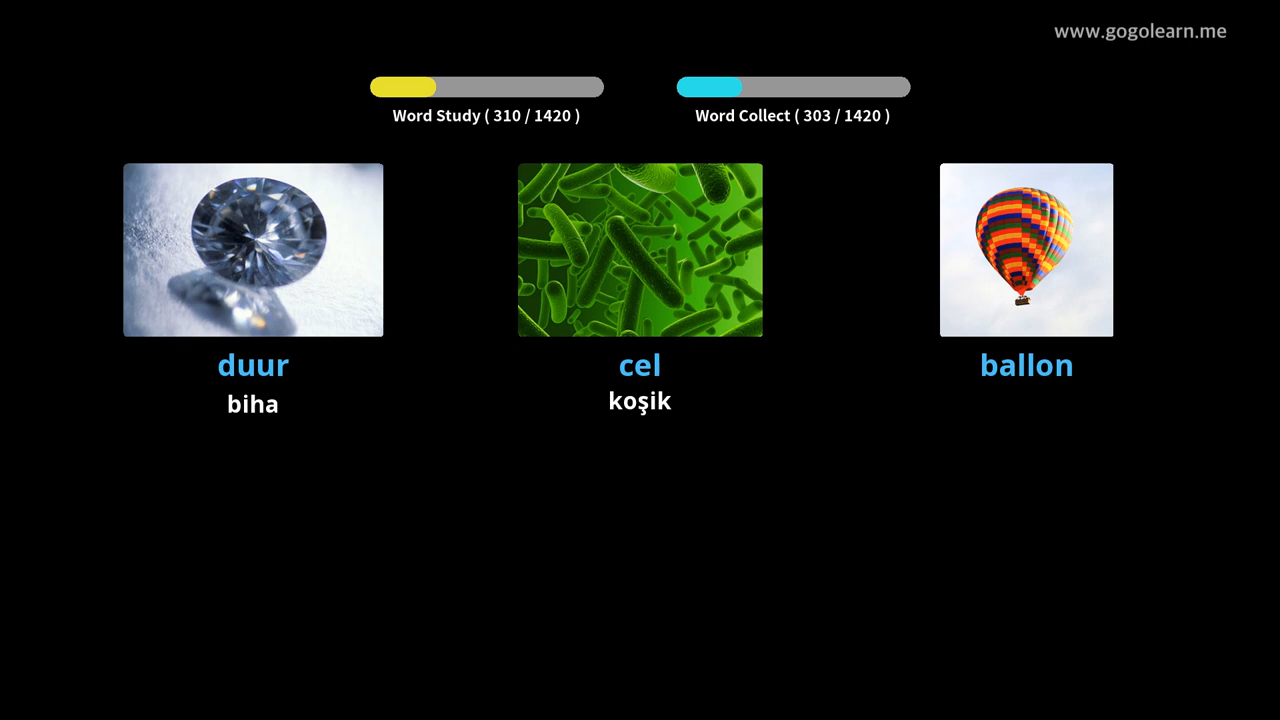 www.gogolearn.me
Word Study ( 310 / 1420 )
Word Collect ( 303 / 1420 )
duur
biha
cel
koşik
ballon